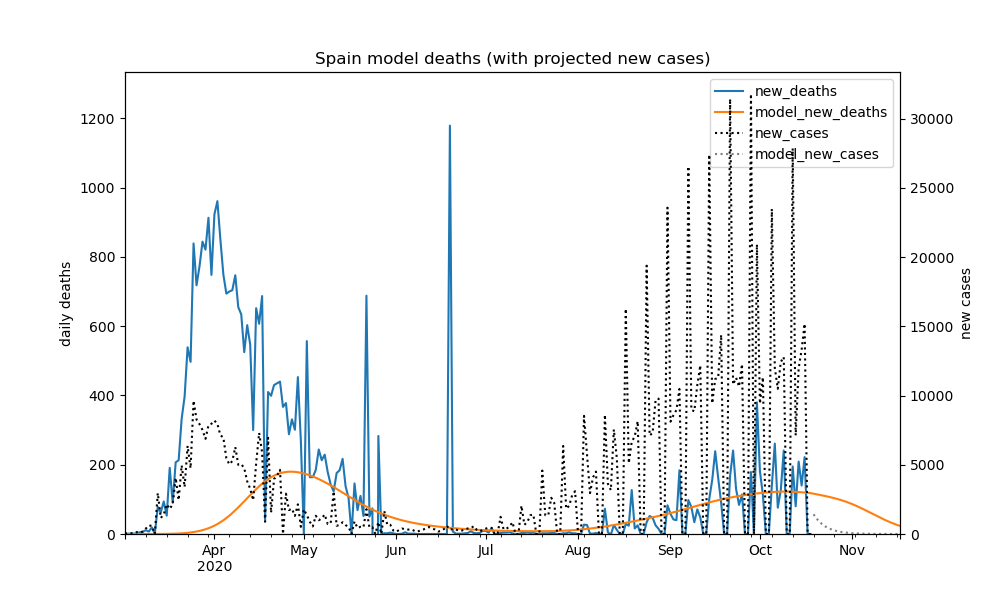 Spain model deaths (with projected new cases)
new_deaths
model_new_deaths
new_cases
model_new_cases
1200
1000
800
600
400
200
0
daily deaths
30000
25000
20000
15000
10000
5000
0
new cases
Apr May Jun Jul Aug Sep Oct Nov
2020